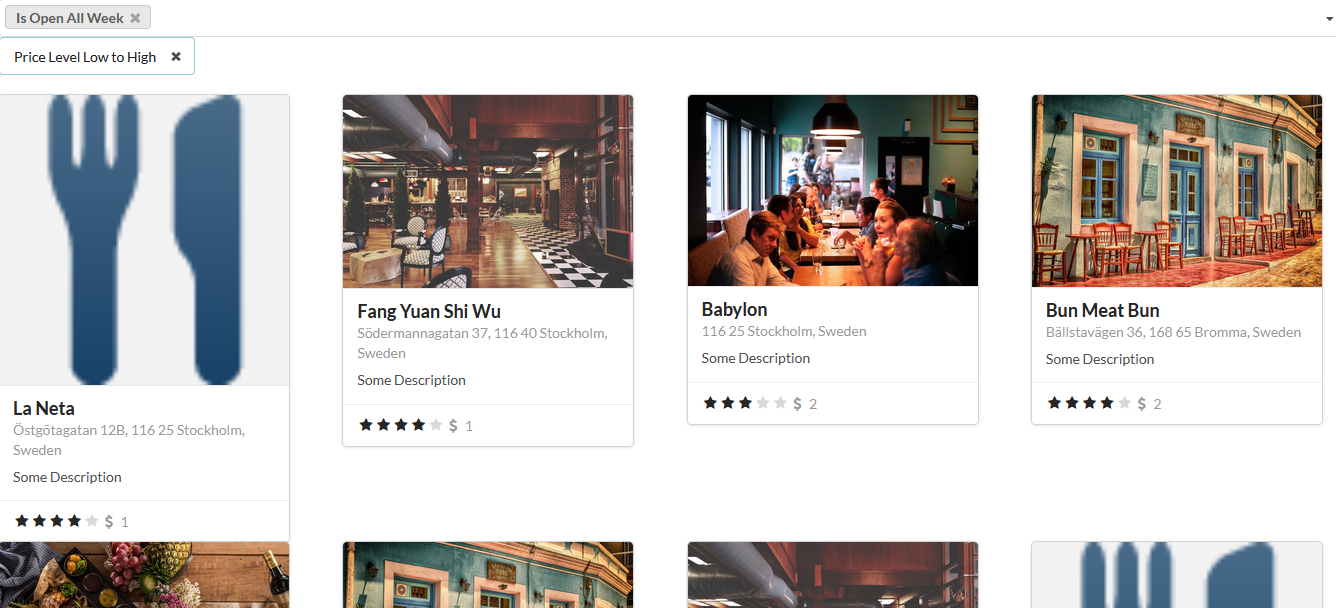 Is Open All Week
Price Level Low to High
La Neta
Östgötagatan 12B, 116 25 Stockholm,
Sweden
Some Description
$ 1
Fang Yuan Shi Wu
Södermannagatan 37, 116 40 Stockholm,
Sweden
Some Description
$ 1
Babylon
116 25 Stockholm, Sweden
Some Description
$ 2
Bun Meat Bun
Bällstavägen 36, 168 65 Bromma, Sweden
Some Description
$ 2